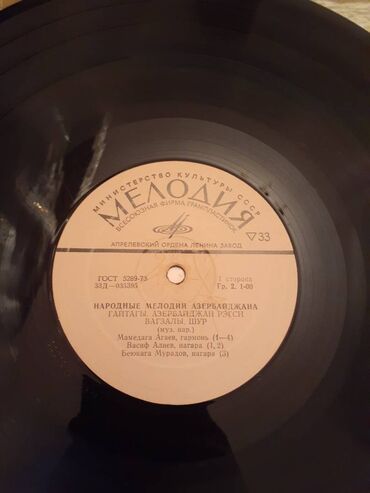 МИНИСТЕРСТВО КУЛЬТУРЫ СССР
МЕЛОДИЯ
ВСЕСОЮЗНАЯ ФИРМА ГРАМПЛАСТИНОК
33
АПРЕЛЕВСКИЙ ОРДЕНА ЛЕНИНА ЗАВОД
ГОСТ 5289-73
1 сторона
33Д—035395
Гр. 2. 1-00
НАРОДНЫЕ МЕЛОДИИ АЗЕРБАЙДЖАНА
ГАЙТАГЫ, АЗЕРБАЙДЖАН РЭССИ
ВАГЗАЛЫ, ШУР
(муз. нар.)
Мамедага Агаев, гармонь (1—4)
Васиф Алиев, нагара (1, 2)
Беюкага Мурадов, нагара (3)